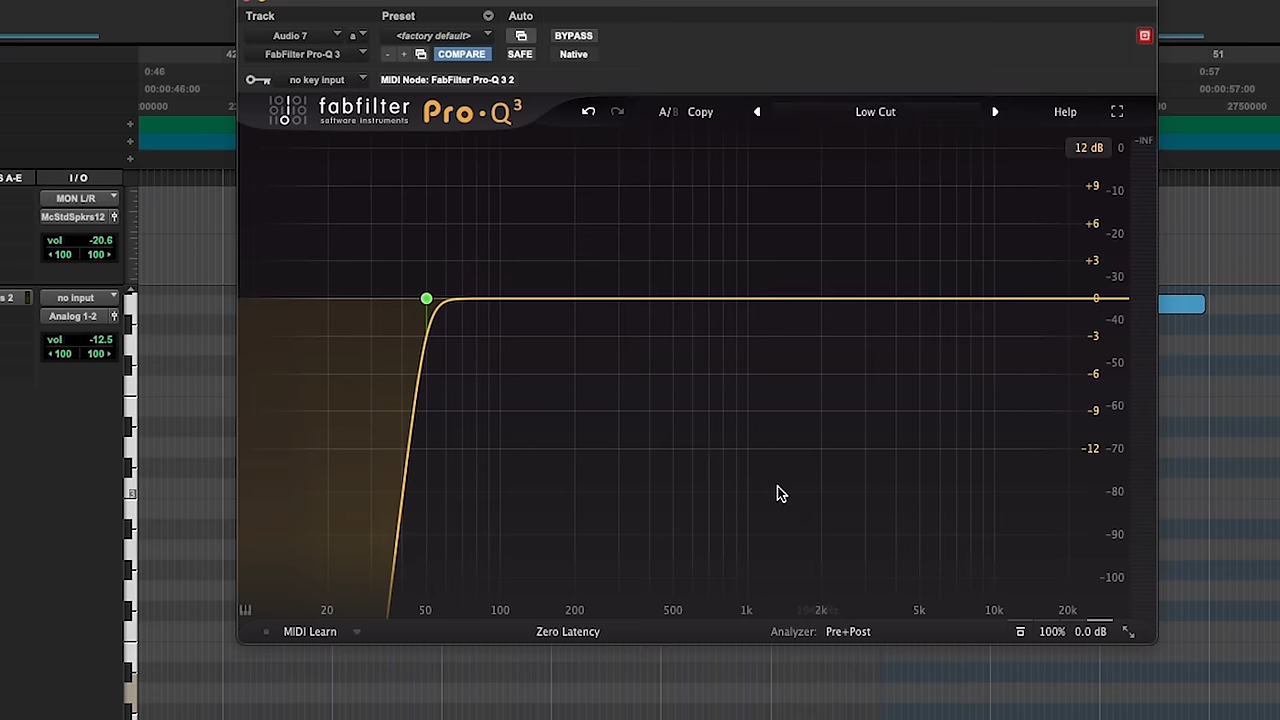 Track Preset Auto
Audio 7 a <factory default> BYPASS
FabFilter Pro-Q 3 - + COMPARE SAFE Native
no key input MIDI Node: FabFilter Pro-Q 3 2
fabfilter software instruments Pro·Q3 A/B Copy Low Cut Help
42 51
0:46 0:57
00:00:46:00 00:00:57:00
00000 2750000
S A-E I/O
MON L/R
McStdSpkrs12
vol -20.6
100 100
s 2 no input
Analog 1-2
vol -12.5
100 100
3
12 dB 0 -INF
+9 -10
+6 -20
+3 -30
0 -40
-3 -50
-6 -60
-9 -70
-12 -80
-90
-100
20 50 100 200 500 1k 2k 5k 10k 20k
MIDI Learn Zero Latency Analyzer: Pre+Post 100% 0.0 dB